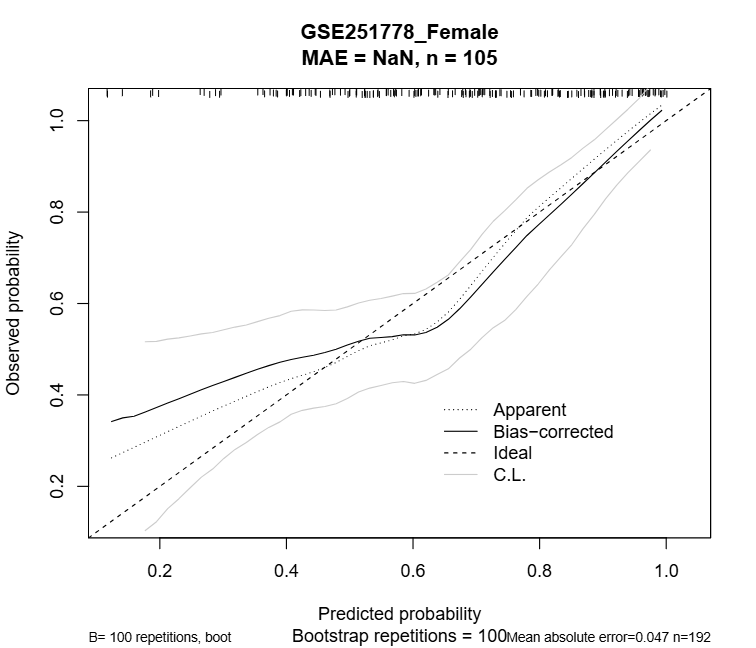 GSE251778_Female
MAE = NaN, n = 105
Observed probability
1.0
0.8
0.6
0.4
0.2
Apparent
Bias−corrected
Ideal
C.L.
0.2 0.4 0.6 0.8 1.0
Predicted probability
B= 100 repetitions, boot Bootstrap repetitions = 100 Mean absolute error=0.047 n=192